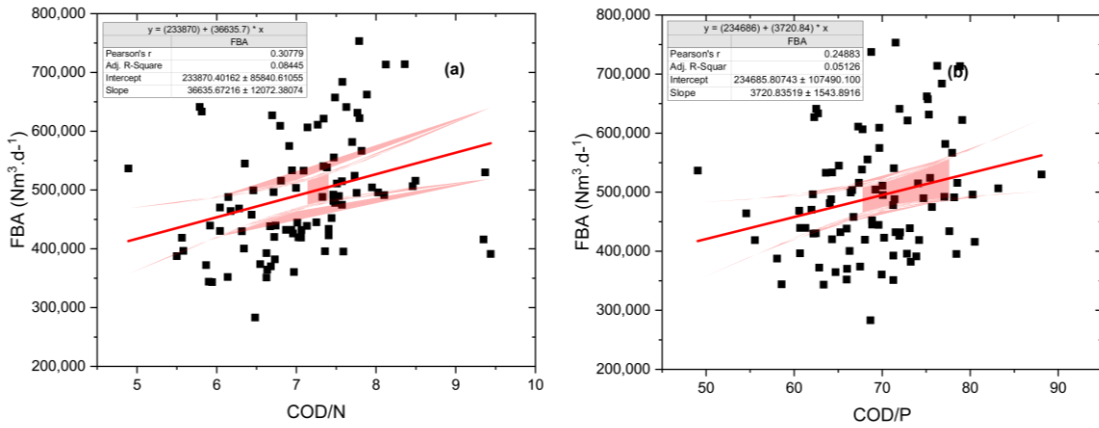 y = (233870) + (36635.7) * x
FBA
Pearson's r 0.30779
Adj. R-Square 0.08445
Intercept 233870.40162 ± 85840.61055
Slope 36635.67216 ± 12072.38074
(a)
800,000
700,000
600,000
500,000
400,000
300,000
200,000
FBA (Nm³.d-¹)
5 6 7 8 9 10
COD/N
y = (234686) + (3720.84) * x
FBA
Pearson's r 0.24883
Adj. R-Squar 0.05126
Intercept 234685.80743 ± 107490.100
Slope 3720.83519 ± 1543.8916
(b)
800,000
700,000
600,000
500,000
400,000
300,000
200,000
FBA (Nm³.d-¹)
50 60 70 80 90
COD/P